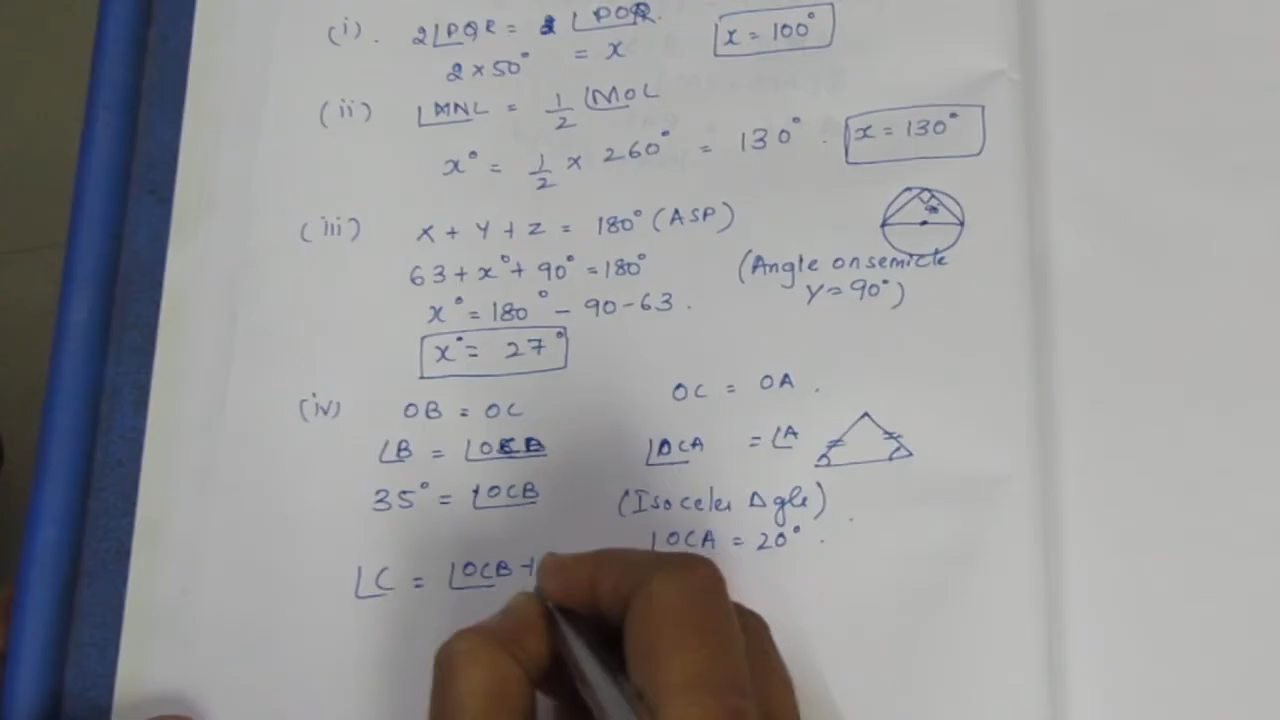 (i). 2∠PQR = 2 ∠POR.
2 × 50° = x
x = 100°
(ii) ∠MNL = 1/2 ∠MOL
x° = 1/2 × 260° = 130°.
x = 130°
(iii) X + Y + Z = 180° (ASP)
63 + x° + 90° = 180°
x° = 180° - 90 - 63.
x° = 27°
(Angle on semicle
Y = 90°)
(iv) OB = OC
∠B = ∠OCB
35° = ∠OCB
OC = OA.
∠OCA = ∠A
(Isoceles Δgle)
∠OCA = 20°.
∠C = ∠OCB +